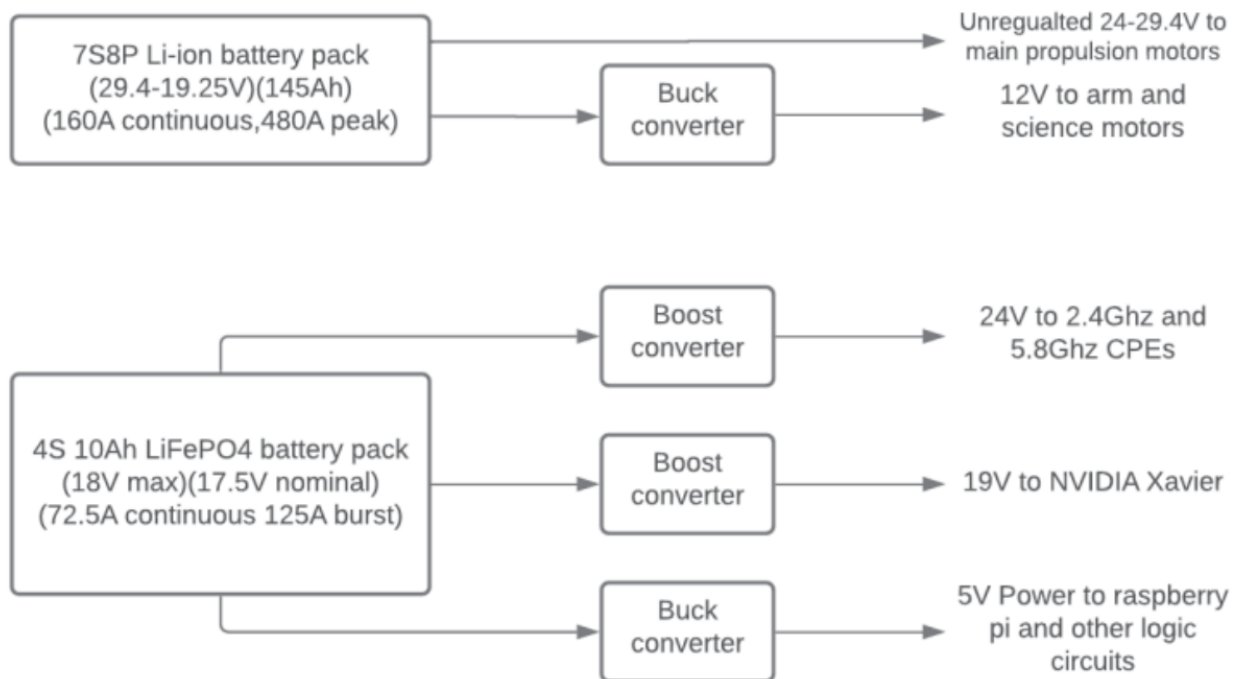 7S8P Li-ion battery pack
(29.4-19.25V)(145Ah)
(160A continuous,480A peak)
Unregualted 24-29.4V to
main propulsion motors
Buck
converter
12V to arm and
science motors
4S 10Ah LiFePO4 battery pack
(18V max)(17.5V nominal)
(72.5A continuous 125A burst)
Boost
converter
24V to 2.4Ghz and
5.8Ghz CPEs
Boost
converter
19V to NVIDIA Xavier
Buck
converter
5V Power to raspberry
pi and other logic
circuits